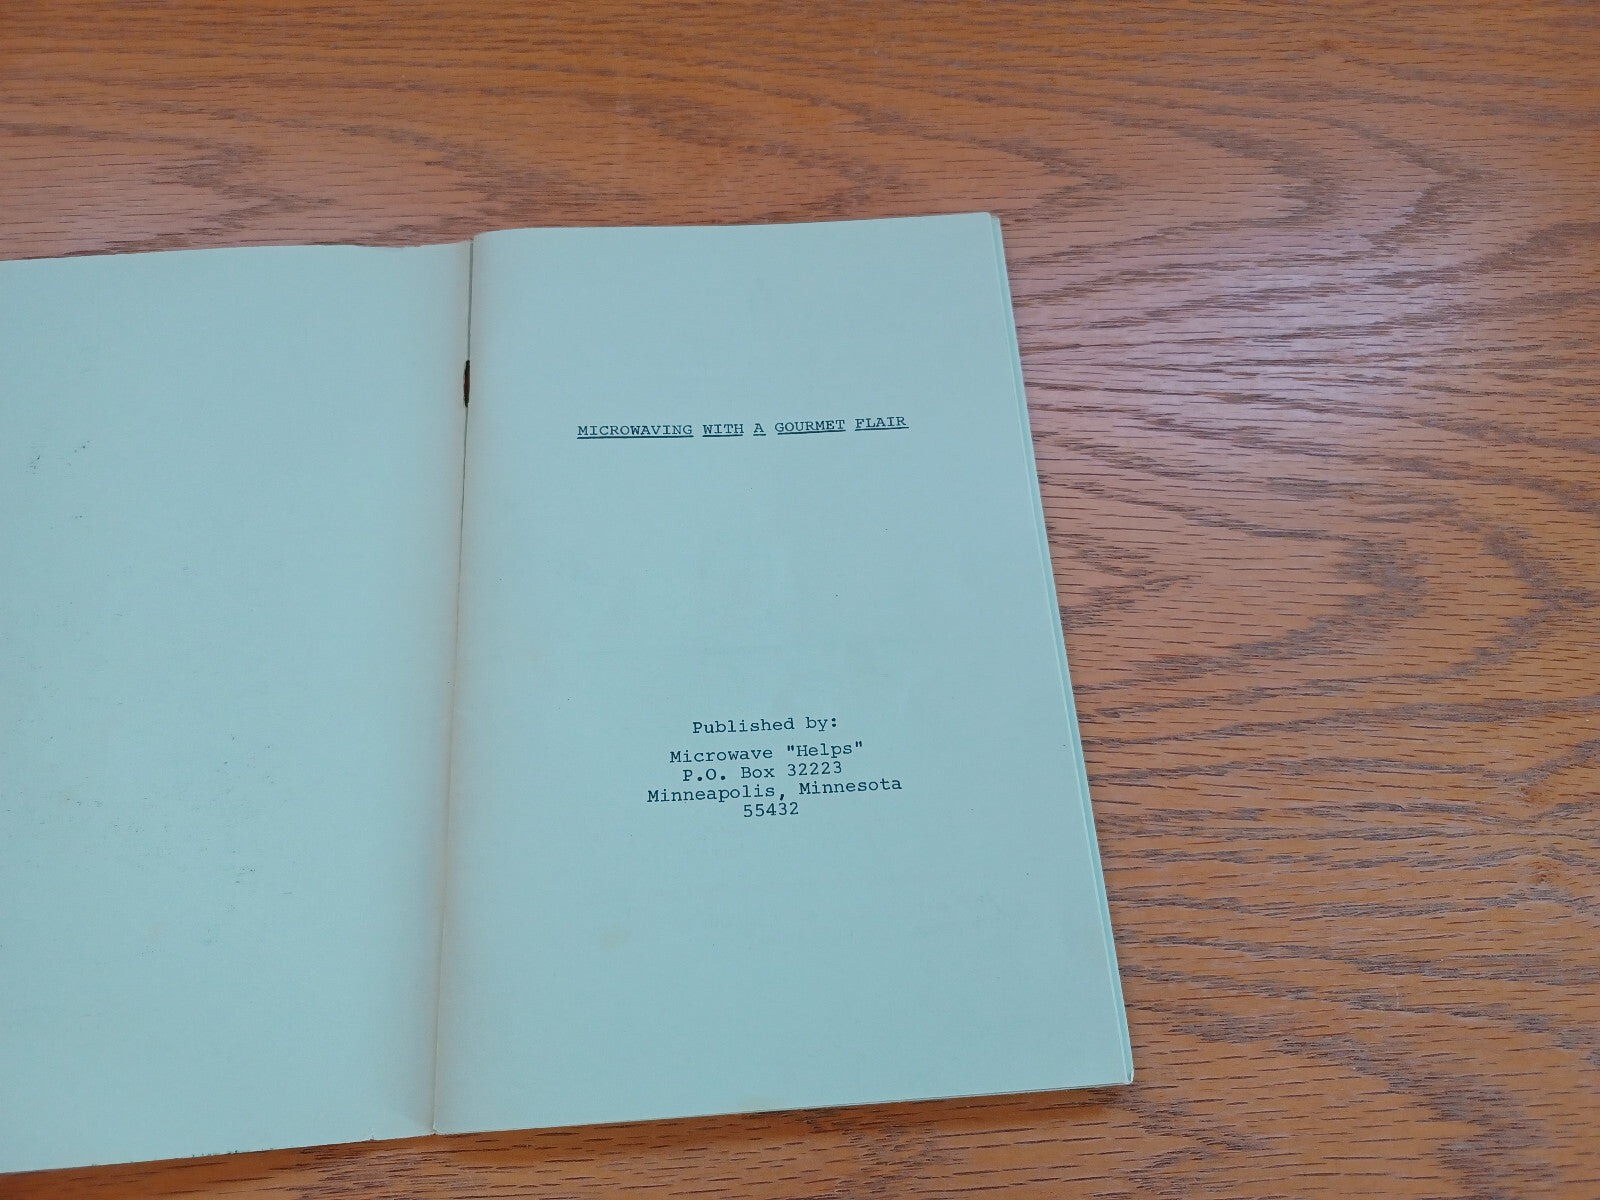 MICROWAVING WITH A GOURMET FLAIR
Published by:
Microwave "Helps"
P.O. Box 32223
Minneapolis, Minnesota
55432